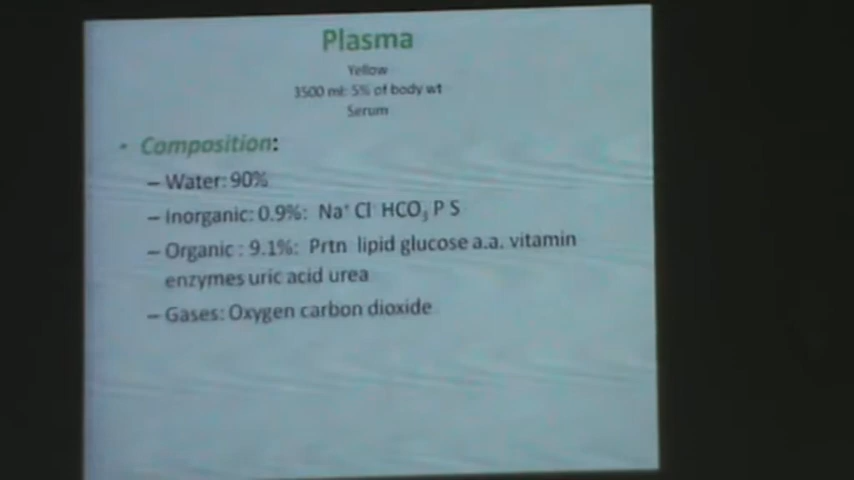 Plasma
Yellow
3500 ml: 5% of body wt
Serum
• Composition:
– Water: 90%
– Inorganic: 0.9%: Na⁺ Cl⁻ HCO₃ P S
– Organic : 9.1%: Prtn lipid glucose a.a. vitamin
enzymes uric acid urea
– Gases: Oxygen carbon dioxide